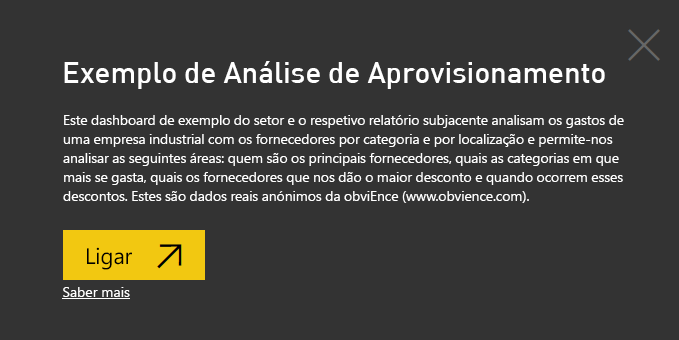 Exemplo de Análise de Aprovisionamento
Este dashboard de exemplo do setor e o respetivo relatório subjacente analisam os gastos de
uma empresa industrial com os fornecedores por categoria e por localização e permite-nos
analisar as seguintes áreas: quem são os principais fornecedores, quais as categorias em que
mais se gasta, quais os fornecedores que nos dão o maior desconto e quando ocorrem esses
descontos. Estes são dados reais anónimos da obviEnce (www.obvience.com).
Ligar
Saber mais